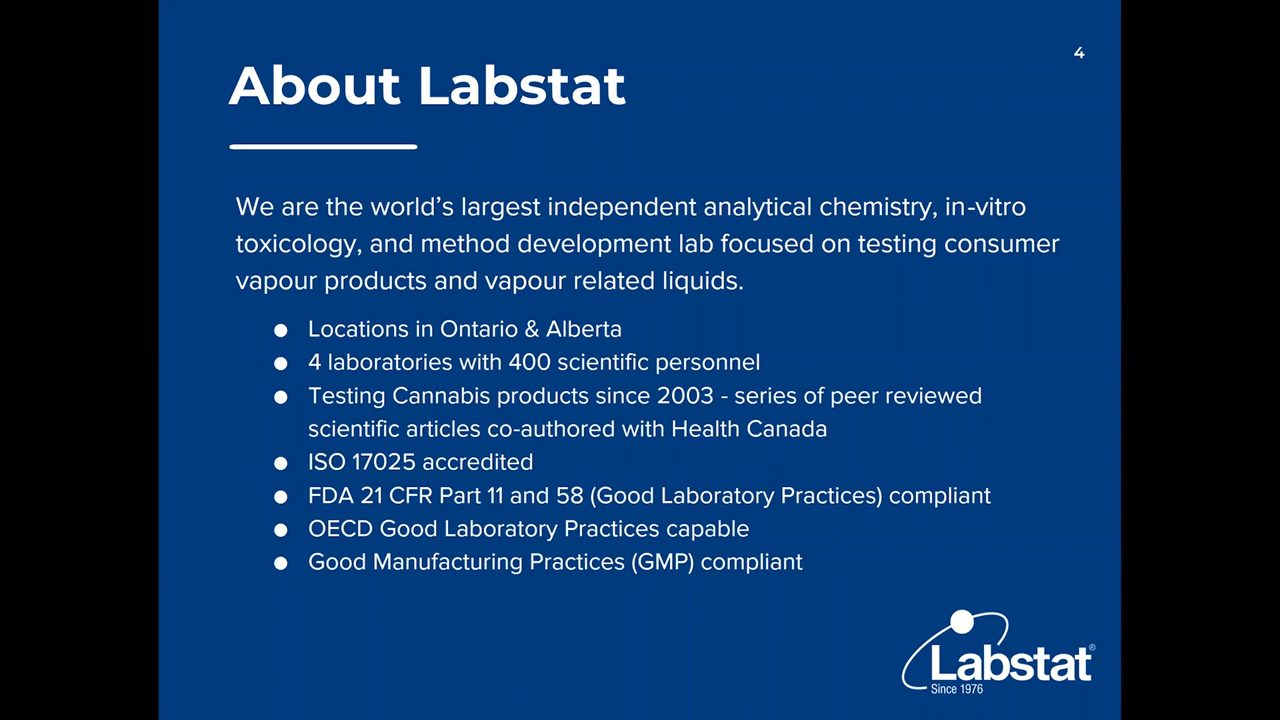 4
About Labstat
We are the world’s largest independent analytical chemistry, in-vitro
toxicology, and method development lab focused on testing consumer
vapour products and vapour related liquids.
● Locations in Ontario & Alberta
● 4 laboratories with 400 scientific personnel
● Testing Cannabis products since 2003 - series of peer reviewed
scientific articles co-authored with Health Canada
● ISO 17025 accredited
● FDA 21 CFR Part 11 and 58 (Good Laboratory Practices) compliant
● OECD Good Laboratory Practices capable
● Good Manufacturing Practices (GMP) compliant
Labstat®
Since 1976